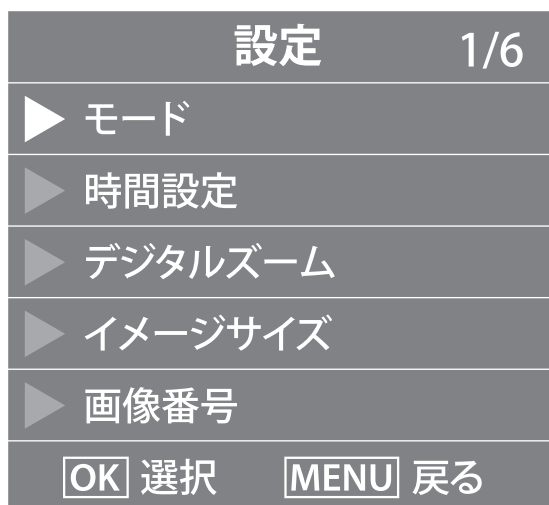 設定 1/6
モード
時間設定
デジタルズーム
イメージサイズ
画像番号
OK 選択 MENU 戻る